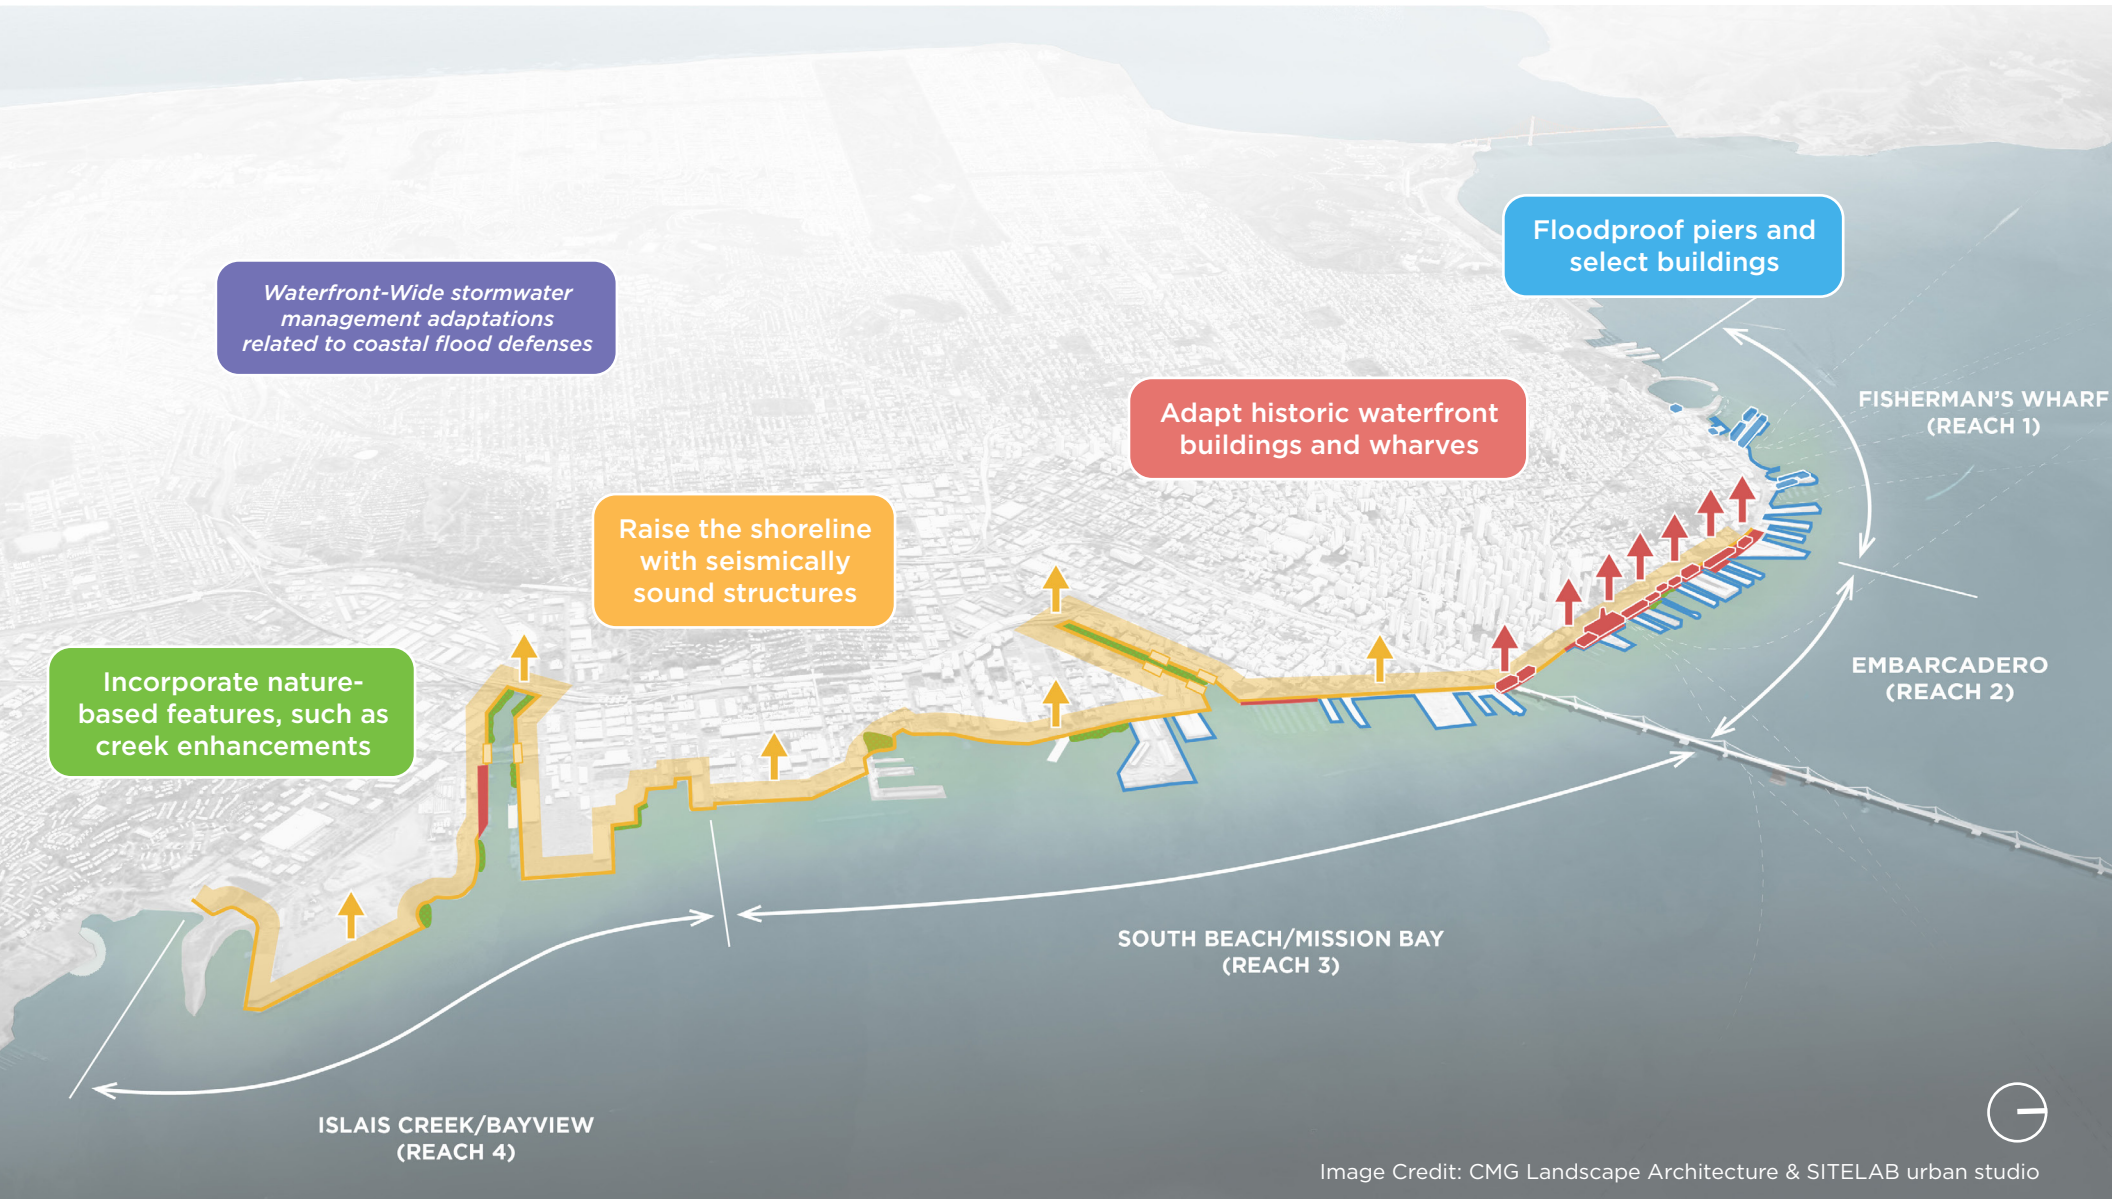 Floodproof piers and
select buildings
Waterfront-Wide stormwater
management adaptations
related to coastal flood defenses
Adapt historic waterfront
buildings and wharves
FISHERMAN'S WHARF
(REACH 1)
Raise the shoreline
with seismically
sound structures
Incorporate nature-
based features, such as
creek enhancements
EMBARCADERO
(REACH 2)
SOUTH BEACH/MISSION BAY
(REACH 3)
ISLAIS CREEK/BAYVIEW
(REACH 4)
Image Credit: CMG Landscape Architecture & SITELAB urban studio